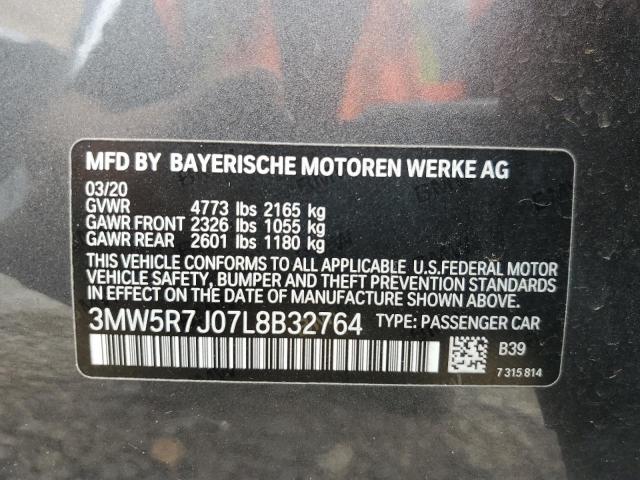 MFD BY BAYERISCHE MOTOREN WERKE AG
03/20
GVWR 4773 lbs 2165 kg
GAWR FRONT 2326 lbs 1055 kg
GAWR REAR 2601 lbs 1180 kg
THIS VEHICLE CONFORMS TO ALL APPLICABLE U.S.FEDERAL MOTOR
VEHICLE SAFETY, BUMPER AND THEFT PREVENTION STANDARDS
IN EFFECT ON THE DATE OF MANUFACTURE SHOWN ABOVE.
3MW5R7J07L8B32764 TYPE: PASSENGER CAR
B39
7 315 814